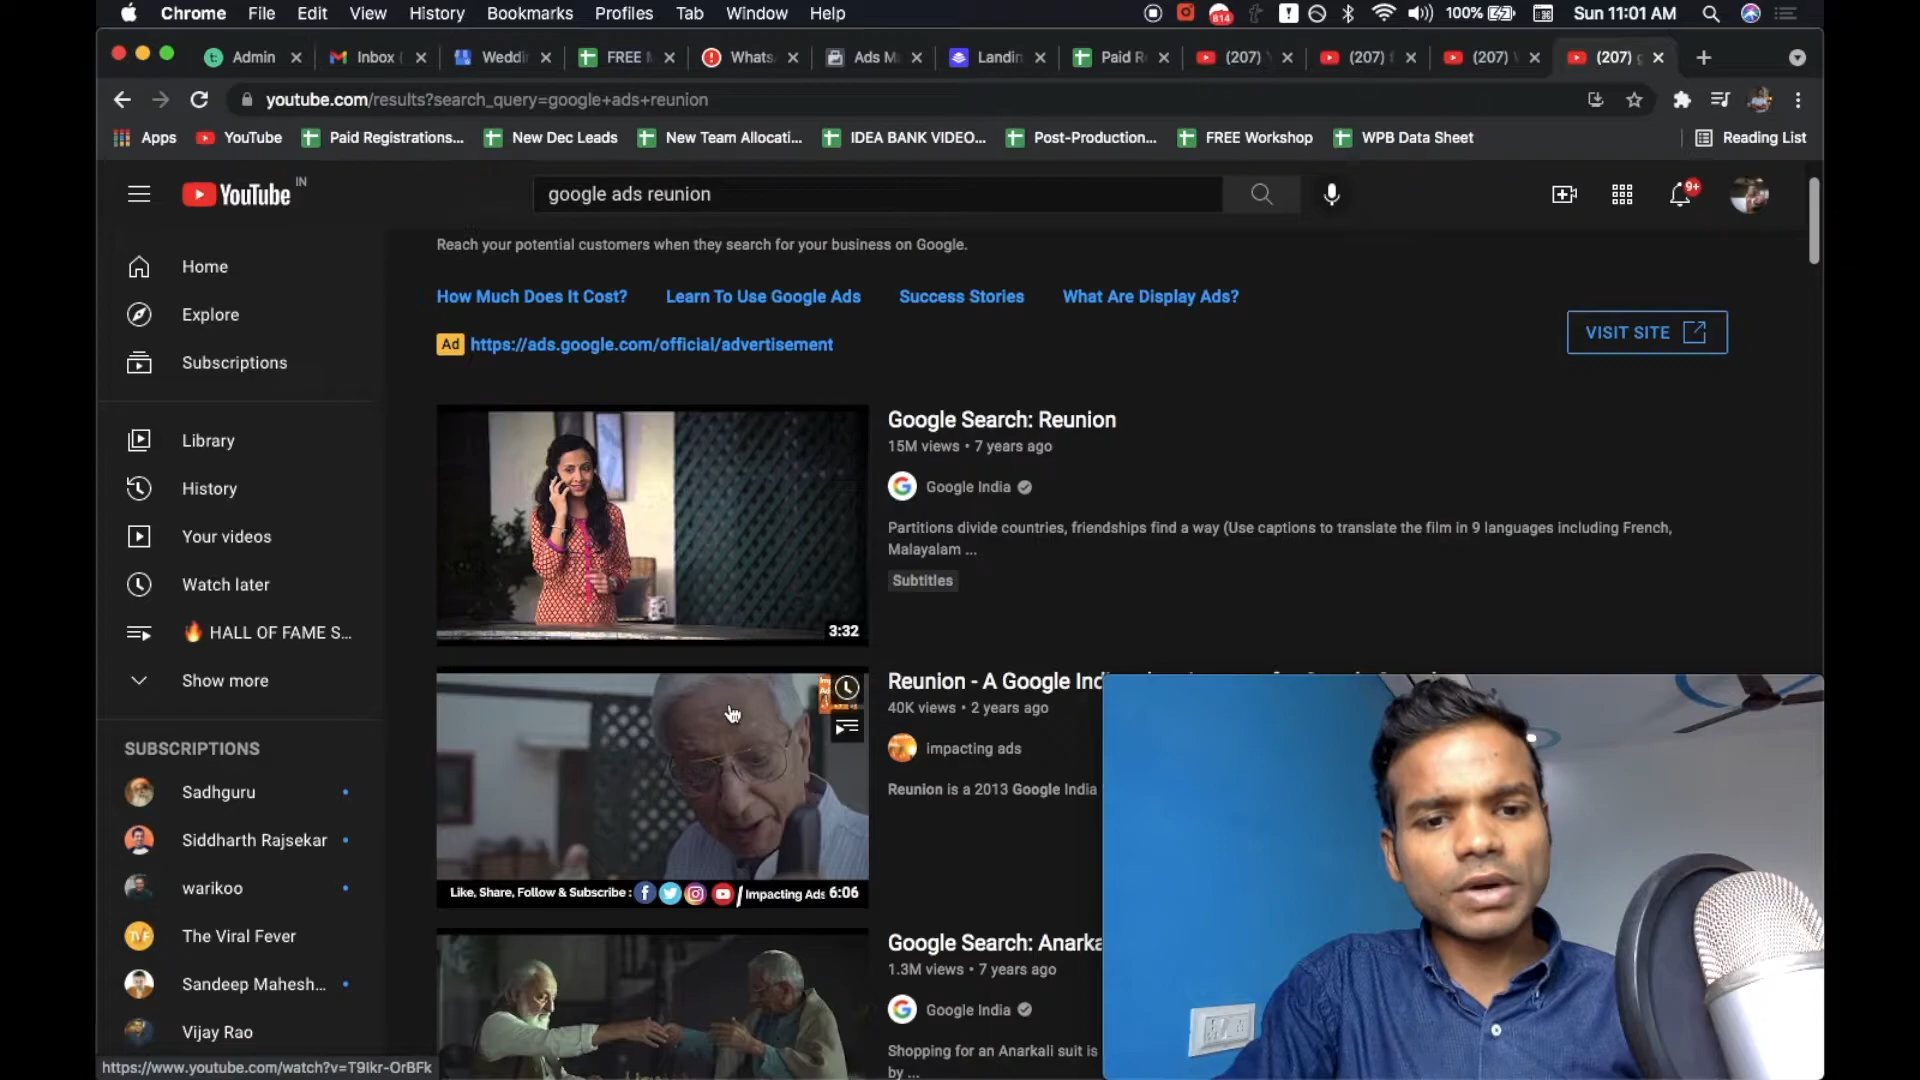 Chrome File Edit View History Bookmarks Profiles Tab Window Help 814 100% Sun 11:01 AM
Admin Inbox ( Weddi FREE Whats Ads M Landin Paid R (207) (207) (207) (207)
youtube.com/results?search_query=google+ads+reunion
Apps YouTube Paid Registrations... New Dec Leads New Team Allocati... IDEA BANK VIDEO... Post-Production... FREE Workshop WPB Data Sheet Reading List
YouTube IN
google ads reunion
9+
Home
Explore
Subscriptions
Library
History
Your videos
Watch later
🔥 HALL OF FAME S...
Show more
SUBSCRIPTIONS
Sadhguru
Siddharth Rajsekar
warikoo
TVF The Viral Fever
Sandeep Mahesh...
Vijay Rao
https://www.youtube.com/watch?v=T9lkr-OrBFk
Reach your potential customers when they search for your business on Google.
How Much Does It Cost? Learn To Use Google Ads Success Stories What Are Display Ads?
Ad https://ads.google.com/official/advertisement
VISIT SITE
3:32
Google Search: Reunion
15M views • 7 years ago
Google India
Partitions divide countries, friendships find a way (Use captions to translate the film in 9 languages including French,
Malayalam ...
Subtitles
Like, Share, Follow & Subscribe : / Impacting Ads 6:06
Reunion - A Google
40K views • 2 years ago
impacting ads
Reunion is a 2013 Google India
Google Search:
1.3M views • 7 years ago
Google India
Shopping for an Anarkali suit is
by ...